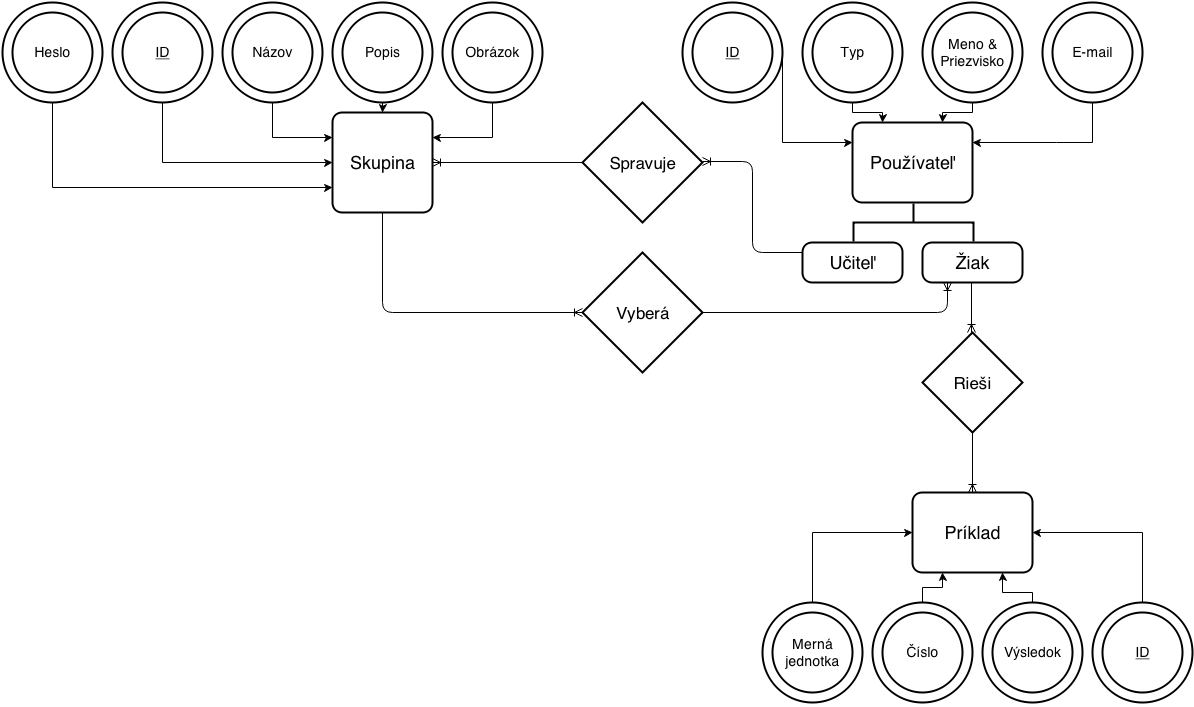 Heslo
ID
Názov
Popis
Obrázok
ID
Typ
Meno &
Priezvisko
E-mail
Skupina
Spravuje
Používateľ
Učiteľ
Žiak
Vyberá
Rieši
Príklad
Merná
jednotka
Číslo
Výsledok
ID